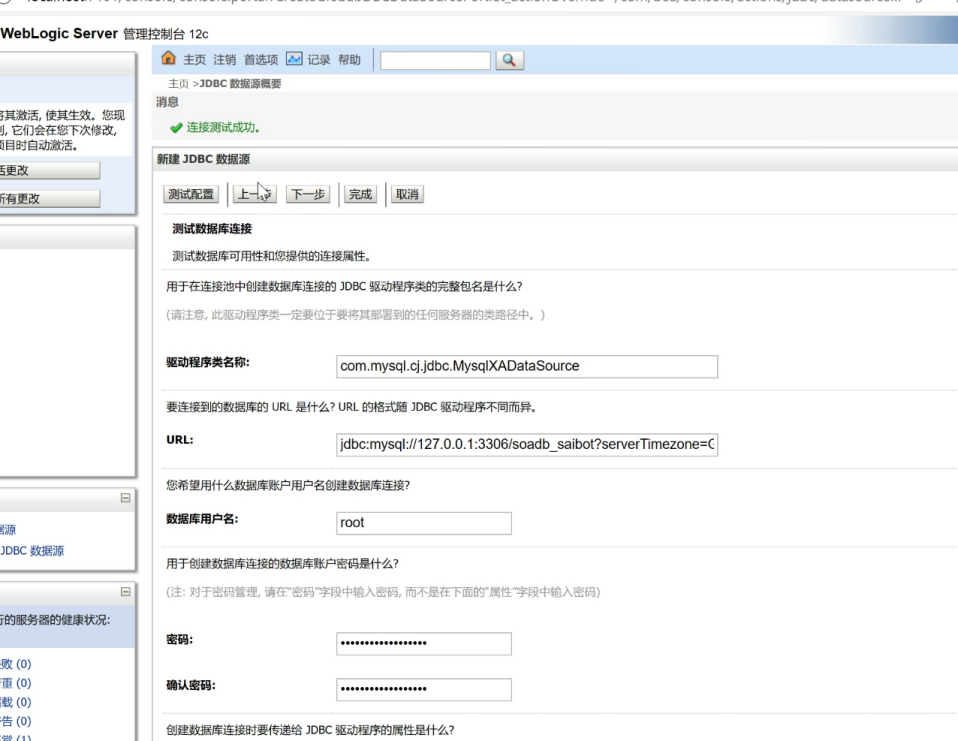 WebLogic Server 管理控制台 12c
主页 注销 首选项 记录 帮助
主页 >JDBC 数据源概要
消息
连接测试成功。
将其激活, 使其生效。您现
它们会在您下次修改,
项目时自动激活。
活更改
所有更改
新建 JDBC 数据源
测试配置 上一步 下一步 完成 取消
测试数据库连接
测试数据库可用性和您提供的连接属性。
用于在连接池中创建数据库连接的 JDBC 驱动程序类的完整包名是什么?
(请注意, 此驱动程序类一定要位于要将其部署到的任何服务器的类路径中。)
驱动程序类名称:
com.mysql.cj.jdbc.MysqlXADataSource
要连接到的数据库的 URL 是什么? URL 的格式随 JDBC 驱动程序不同而异。
URL:
jdbc:mysql://127.0.0.1:3306/soadb_saibot?serverTimezone=G
您希望用什么数据库账户用户名创建数据库连接?
数据库用户名:
root
据源
JDBC 数据源
用于创建数据库连接的数据库账户密码是什么?
(注: 对于密码管理, 请在"密码"字段中输入密码, 而不是在下面的"属性"字段中输入密码)
行的服务器的健康状况:
密码:
••••••••••••••••••
败 (0)
重 (0)
载 (0)
告 (0)
确认密码:
••••••••••••••••••
创建数据库连接时要传递给 JDBC 驱动程序的属性是什么?